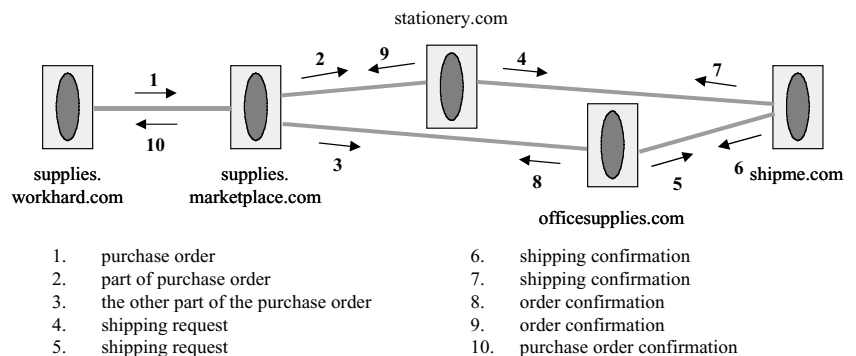 stationery.com
2
9
4
7
1
10
3
8
5
6
supplies.
workhard.com
supplies.
marketplace.com
shipme.com
officesupplies.com
1. purchase order
2. part of purchase order
3. the other part of the purchase order
4. shipping request
5. shipping request
6. shipping confirmation
7. shipping confirmation
8. order confirmation
9. order confirmation
10. purchase order confirmation